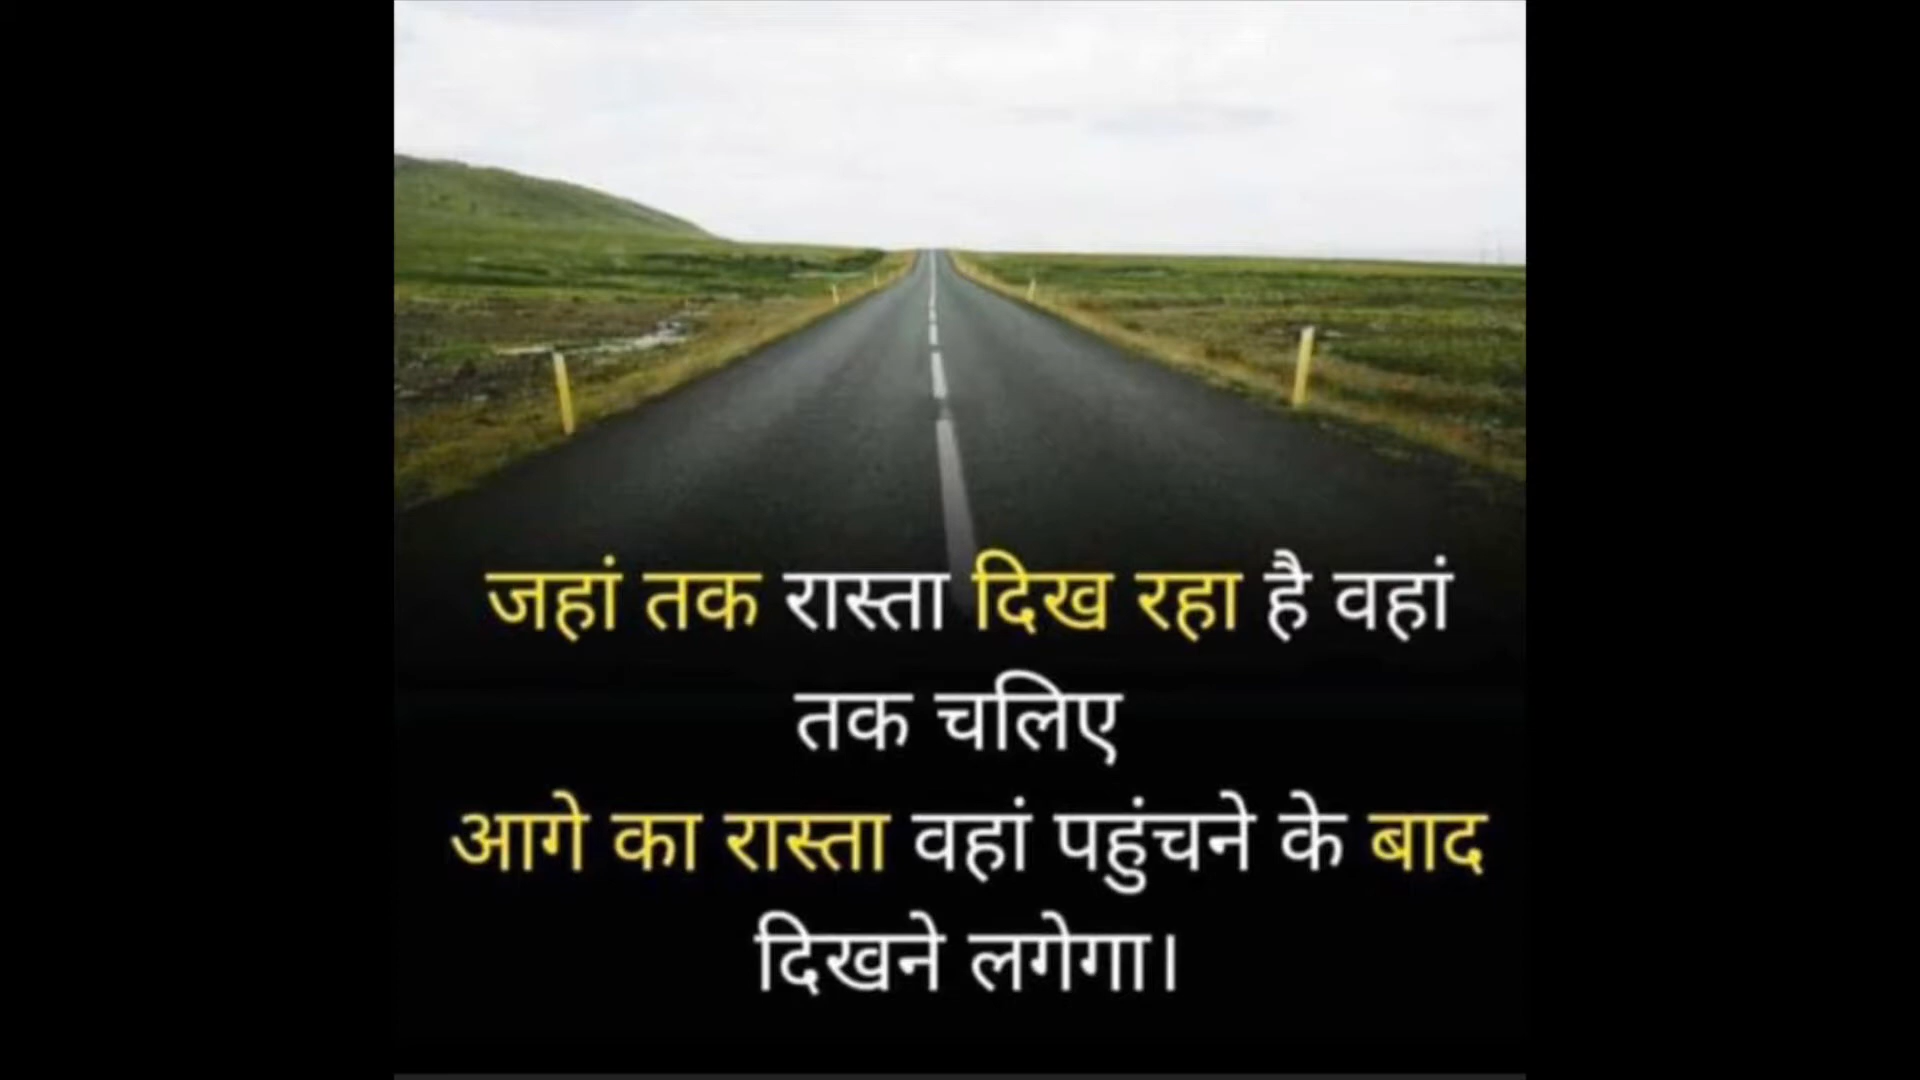 जहां तक रास्ता दिख रहा है वहां
तक चलिए
आगे का रास्ता वहां पहुंचने के बाद
दिखने लगेगा।